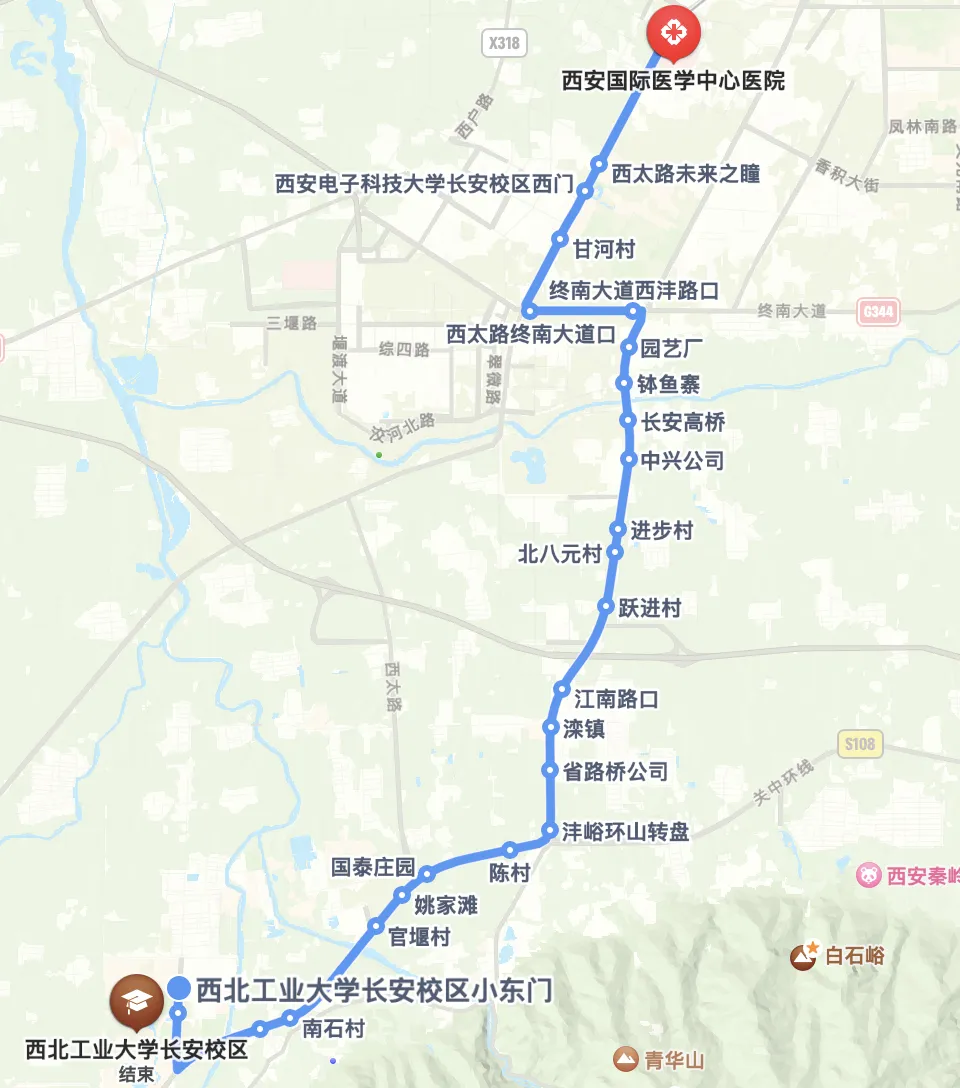 X318
西安国际医学中心医院
西户路
凤林南路
西太路未来之瞳
香积大街
西安电子科技大学长安校区西门
甘河村
终南大道西沣路口
终南大道
G344
三堰路
西太路终南大道口
堰渡大道
综四路
翠微路
园艺厂
钵鱼寨
长安高桥
汶河北路
中兴公司
进步村
北八元村
跃进村
西太路
江南路口
滦镇
省路桥公司
S108
关中环线
沣峪环山转盘
国泰庄园
陈村
西安秦岭
姚家滩
官堰村
白石峪
西北工业大学长安校区小东门
南石村
西北工业大学长安校区
结束
青华山